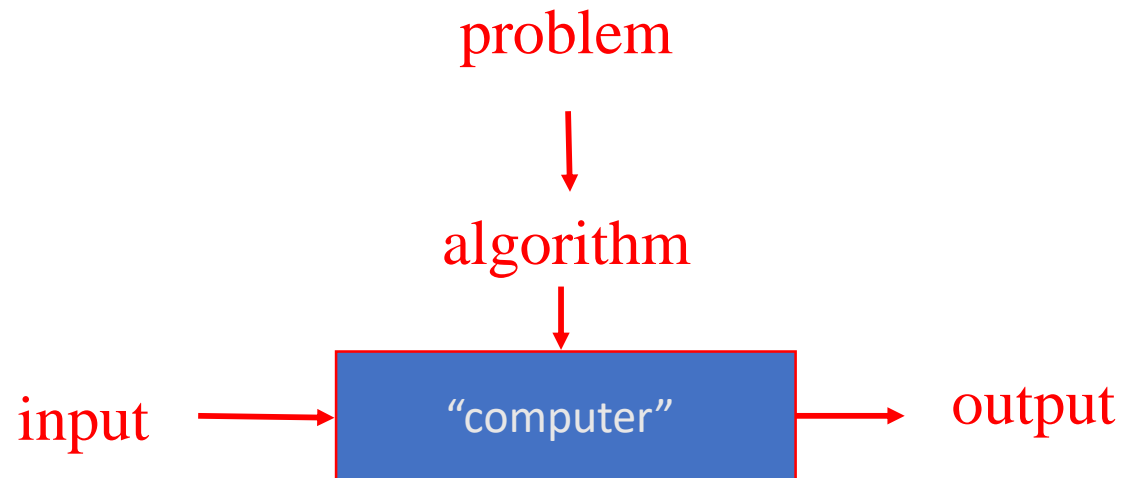 problem
algorithm
input
“computer”
output